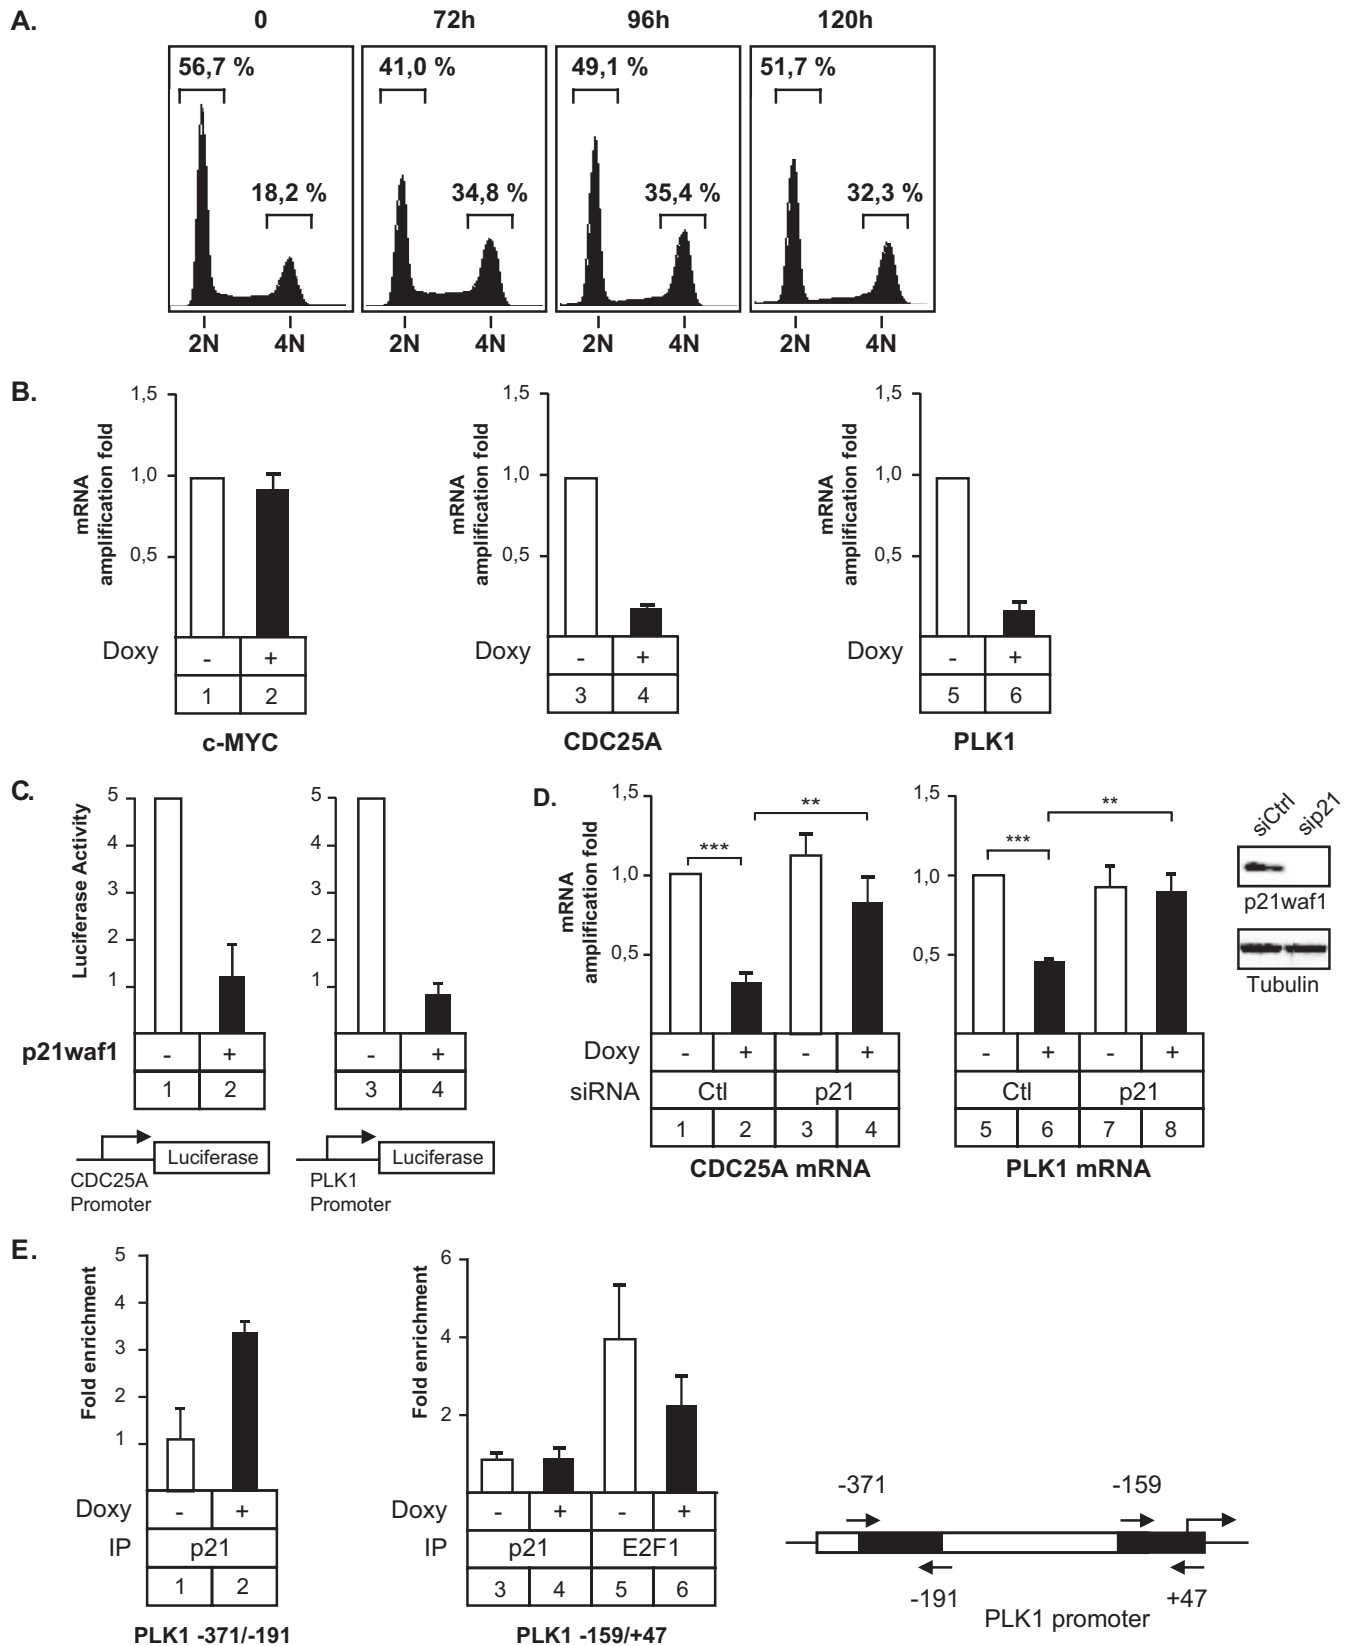 A.
0 72h 96h 120h
56,7 % 41,0 % 49,1 % 51,7 %
18,2 % 34,8 % 35,4 % 32,3 %
2N 4N 2N 4N 2N 4N 2N 4N
B.
mRNA
amplification fold
1,5
1,0
0,5
Doxy - +
1 2
c-MYC
mRNA
amplification fold
1,5
1,0
0,5
Doxy - +
3 4
CDC25A
mRNA
amplification fold
1,5
1,0
0,5
Doxy - +
5 6
PLK1
C.
Luciferase Activity
5
4
3
2
1
p21waf1 - +
1 2
Luciferase
CDC25A
Promoter
5
4
3
2
1
- +
3 4
Luciferase
PLK1
Promoter
D.
mRNA
amplification fold
1,5
1,0
0,5
*** **
Doxy - + - +
siRNA Ctl p21
1 2 3 4
CDC25A mRNA
1,5
1,0
0,5
*** **
- + - +
Ctl p21
5 6 7 8
PLK1 mRNA
siCtrl sip21
p21waf1
Tubulin
E.
Fold enrichment
5
4
3
2
1
Doxy - +
IP p21
1 2
PLK1 -371/-191
Fold enrichment
6
4
2
Doxy - + - +
IP p21 E2F1
3 4 5 6
PLK1 -159/+47
-371 -159
-191 +47
PLK1 promoter